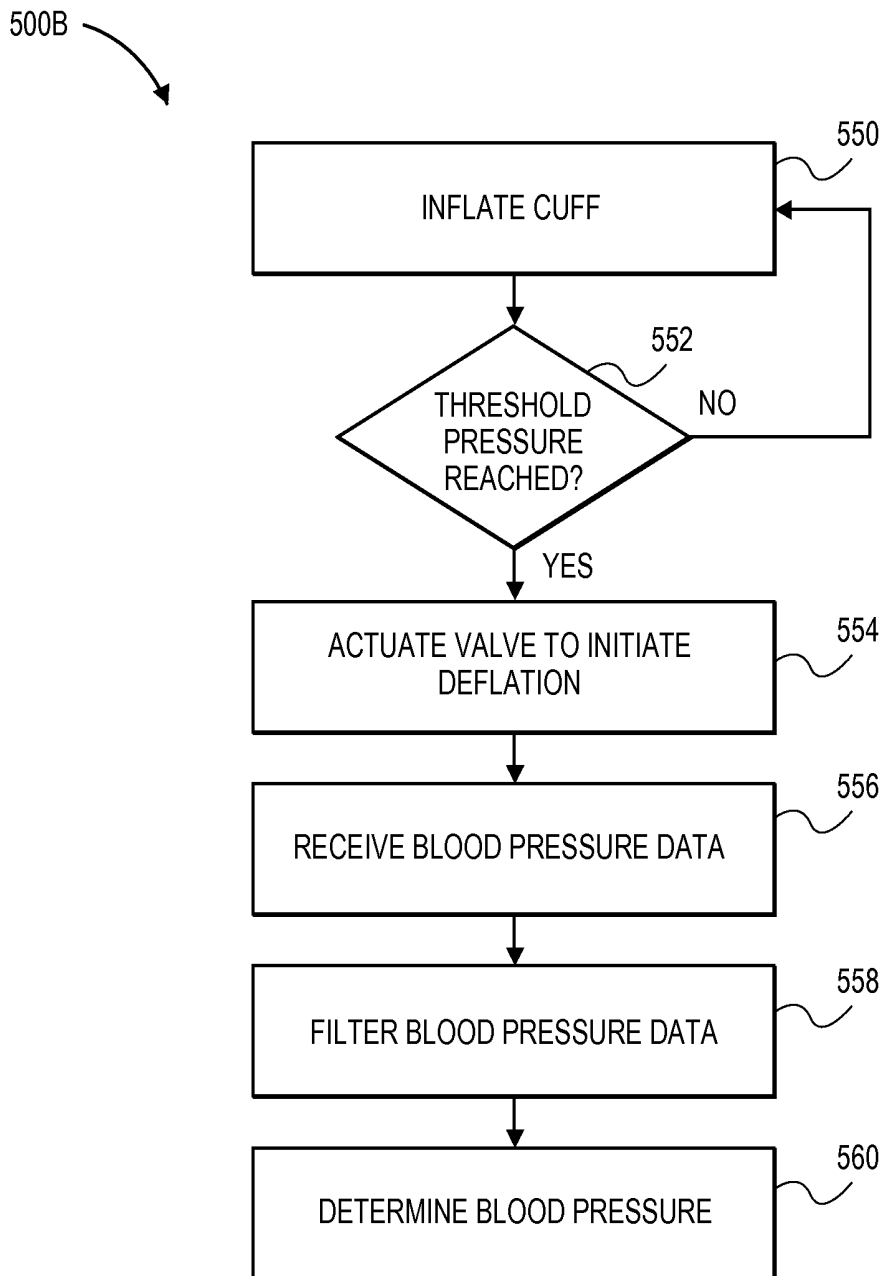 500B
550
INFLATE CUFF
552
THRESHOLD
PRESSURE
REACHED?
NO
YES
554
ACTUATE VALVE TO INITIATE
DEFLATION
556
RECEIVE BLOOD PRESSURE DATA
558
FILTER BLOOD PRESSURE DATA
560
DETERMINE BLOOD PRESSURE